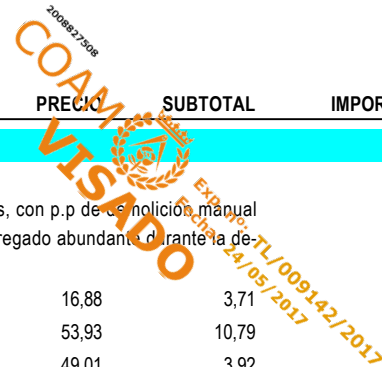 2008827508
COAM
VISADO
Exp.nº: TL/009142/2017
Fecha: 24/05/2017
PRECIO SUBTOTAL IMPOR
s, con p.p de demolición manual
regado abundante durante la de-
16,88 3,71
53,93 10,79
49,01 3,92